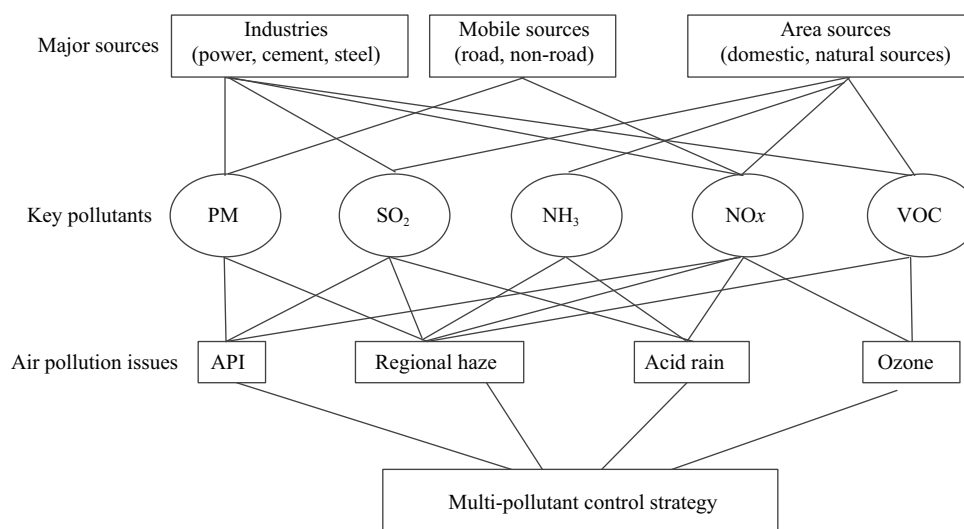 Major sources
Industries
(power, cement, steel)
Mobile sources
(road, non-road)
Area sources
(domestic, natural sources)
Key pollutants
PM
SO₂
NH₃
NOx
VOC
Air pollution issues
API
Regional haze
Acid rain
Ozone
Multi-pollutant control strategy